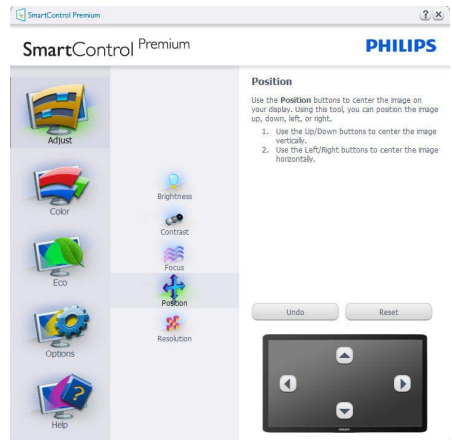 SmartControl Premium
? x
SmartControl Premium
PHILIPS
Adjust
Color
Eco
Options
Help
Brightness
Contrast
Focus
Position
Resolution
Position
Use the Position buttons to center the image on
your display. Using this tool, you can position the image
up, down, left, or right.
1. Use the Up/Down buttons to center the image
vertically.
2. Use the Left/Right buttons to center the image
horizontally.
Undo Reset
PHILIPS